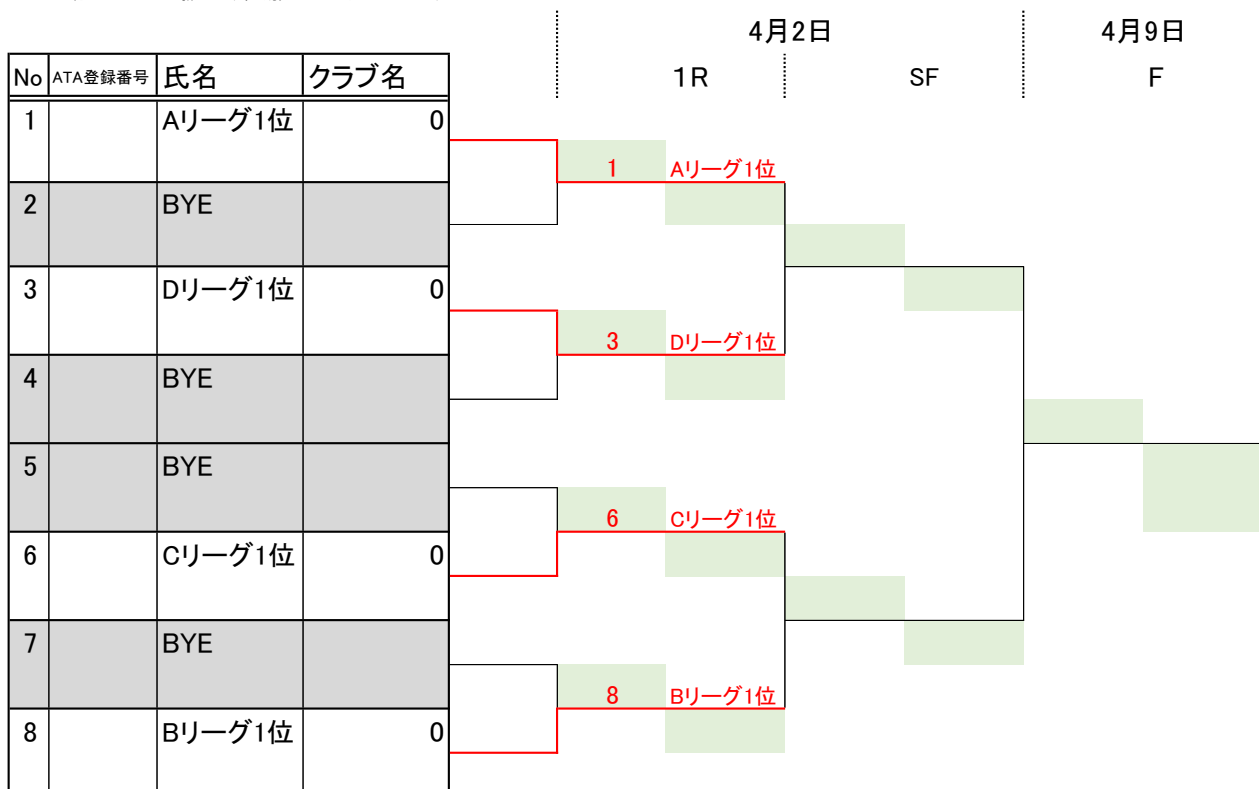 4月2日 4月9日
No ATA登録番号 氏名 クラブ名 1R SF F
1 Aリーグ1位 0
1 Aリーグ1位
2 BYE
3 Dリーグ1位 0
3 Dリーグ1位
4 BYE
5 BYE
6 Cリーグ1位
6 Cリーグ1位 0
7 BYE
8 Bリーグ1位
8 Bリーグ1位 0